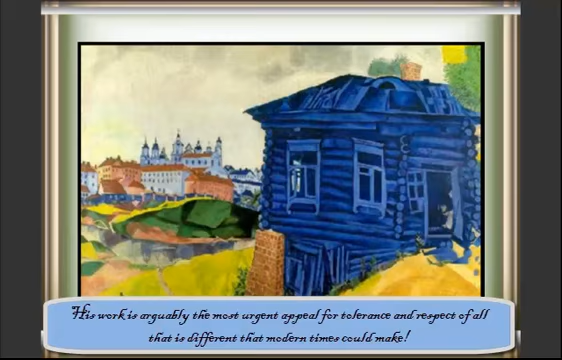 His work is arguably the most urgent appeal for tolerance and respect of all
that is different that modern times could make!